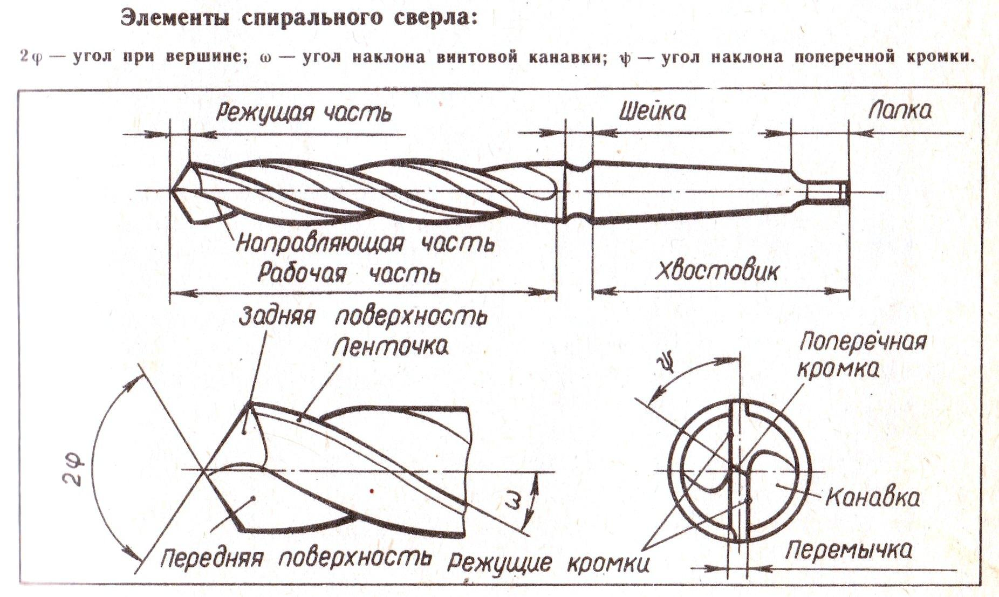 Элементы спирального сверла:
2φ — угол при вершине; ω — угол наклона винтовой канавки; ψ — угол наклона поперечной кромки.
Режущая часть
Шейка
Лапка
Направляющая часть
Рабочая часть
Хвостовик
Задняя поверхность
Ленточка
Поперечная
кромка
ψ
2φ
ω
Канавка
Передняя поверхность
Режущие кромки
Перемычка